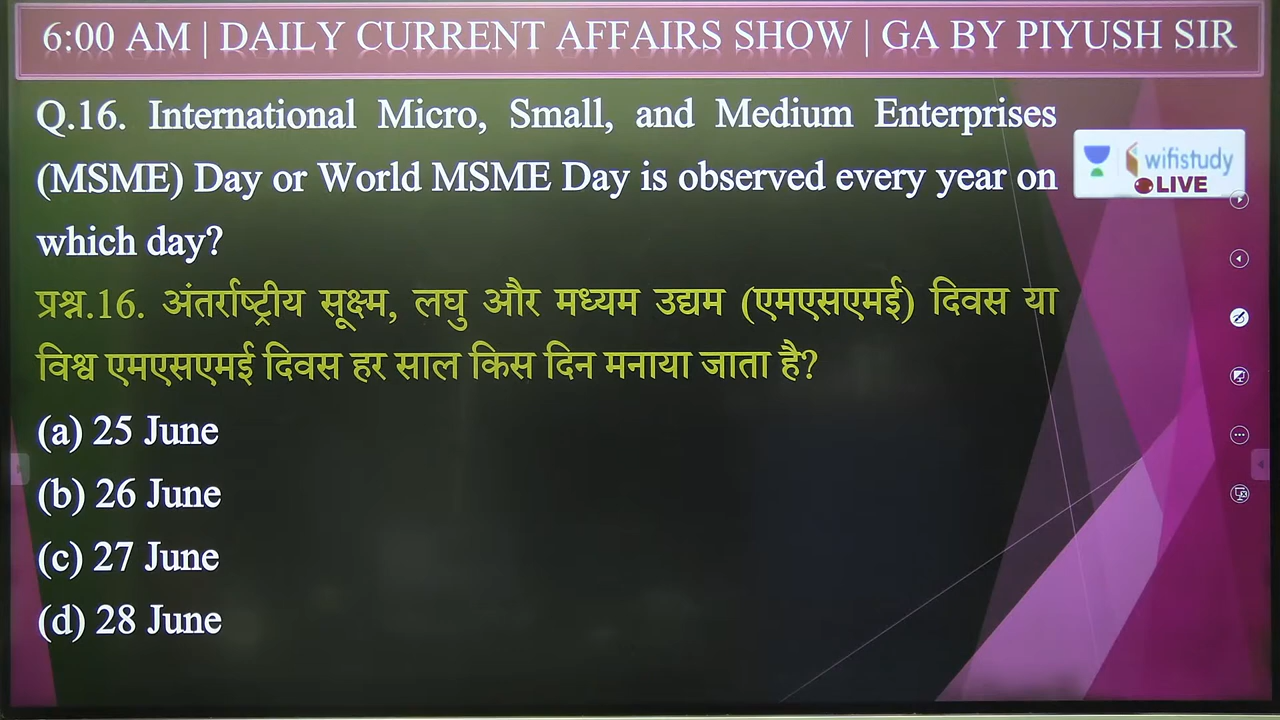 6:00 AM | DAILY CURRENT AFFAIRS SHOW | GA BY PIYUSH SIR
Q.16. International Micro, Small, and Medium Enterprises
(MSME) Day or World MSME Day is observed every year on
which day?
प्रश्न.16. अंतर्राष्ट्रीय सूक्ष्म, लघु और मध्यम उद्यम (एमएसएमई) दिवस या
विश्व एमएसएमई दिवस हर साल किस दिन मनाया जाता है?
(a) 25 June
(b) 26 June
(c) 27 June
(d) 28 June
wifistudy
LIVE